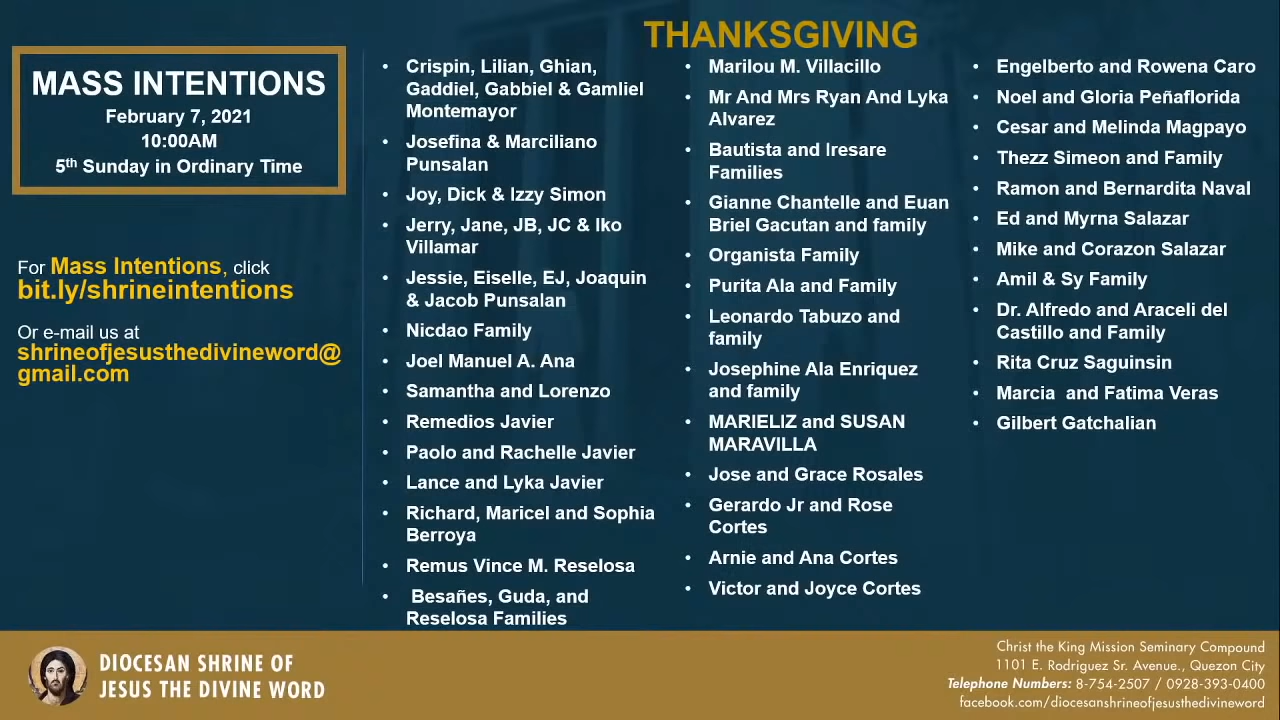 THANKSGIVING
MASS INTENTIONS
February 7, 2021
10:00AM
5th Sunday in Ordinary Time
For Mass Intentions, click
bit.ly/shrineintentions
Or e-mail us at
shrineofjesusthedivineword@
gmail.com
• Crispin, Lilian, Ghian,
Gaddiel, Gabbiel & Gamliel
Montemayor
• Josefina & Marciliano
Punsalan
• Joy, Dick & Izzy Simon
• Jerry, Jane, JB, JC & Iko
Villamar
• Jessie, Eiselle, EJ, Joaquin
& Jacob Punsalan
• Nicdao Family
• Joel Manuel A. Ana
• Samantha and Lorenzo
• Remedios Javier
• Paolo and Rachelle Javier
• Lance and Lyka Javier
• Richard, Maricel and Sophia
Berroya
• Remus Vince M. Reselosa
• Besañes, Guda, and
Reselosa Families
• Marilou M. Villacillo
• Mr And Mrs Ryan And Lyka
Alvarez
• Bautista and Iresare
Families
• Gianne Chantelle and Euan
Briel Gacutan and family
• Organista Family
• Purita Ala and Family
• Leonardo Tabuzo and
family
• Josephine Ala Enriquez
and family
• MARIELIZ and SUSAN
MARAVILLA
• Jose and Grace Rosales
• Gerardo Jr and Rose
Cortes
• Arnie and Ana Cortes
• Victor and Joyce Cortes
• Engelberto and Rowena Caro
• Noel and Gloria Peñaflorida
• Cesar and Melinda Magpayo
• Thezz Simeon and Family
• Ramon and Bernardita Naval
• Ed and Myrna Salazar
• Mike and Corazon Salazar
• Amil & Sy Family
• Dr. Alfredo and Araceli del
Castillo and Family
• Rita Cruz Saguinsin
• Marcia and Fatima Veras
• Gilbert Gatchalian
DIOCESAN SHRINE OF
JESUS THE DIVINE WORD
Christ the King Mission Seminary Compound
1101 E. Rodriguez Sr. Avenue., Quezon City
Telephone Numbers: 8-754-2507 / 0928-393-0400
facebook.com/diocesanshrineofjesusthedivineword